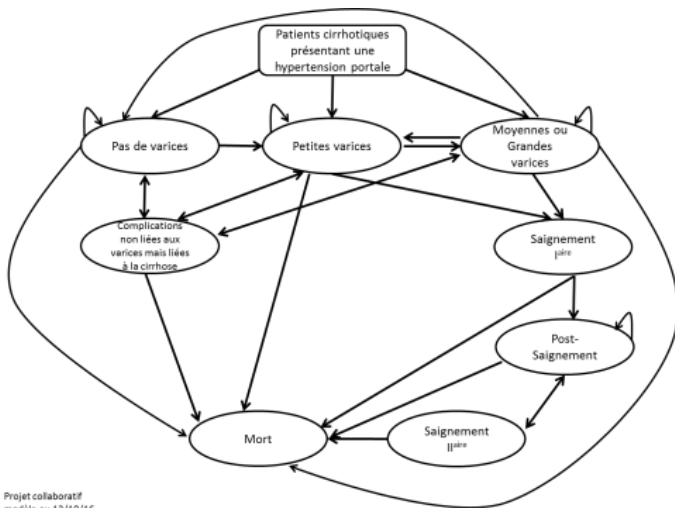 Patients cirrhotiques
présentant une
hypertension portale
Pas de varices
Petites varices
Moyennes ou
Grandes
varices
Complications
non liées aux
varices mais liées
à la cirrhose
Saignement
Iaire
Post-
Saignement
Mort
Saignement
IIaire
Projet collaboratif